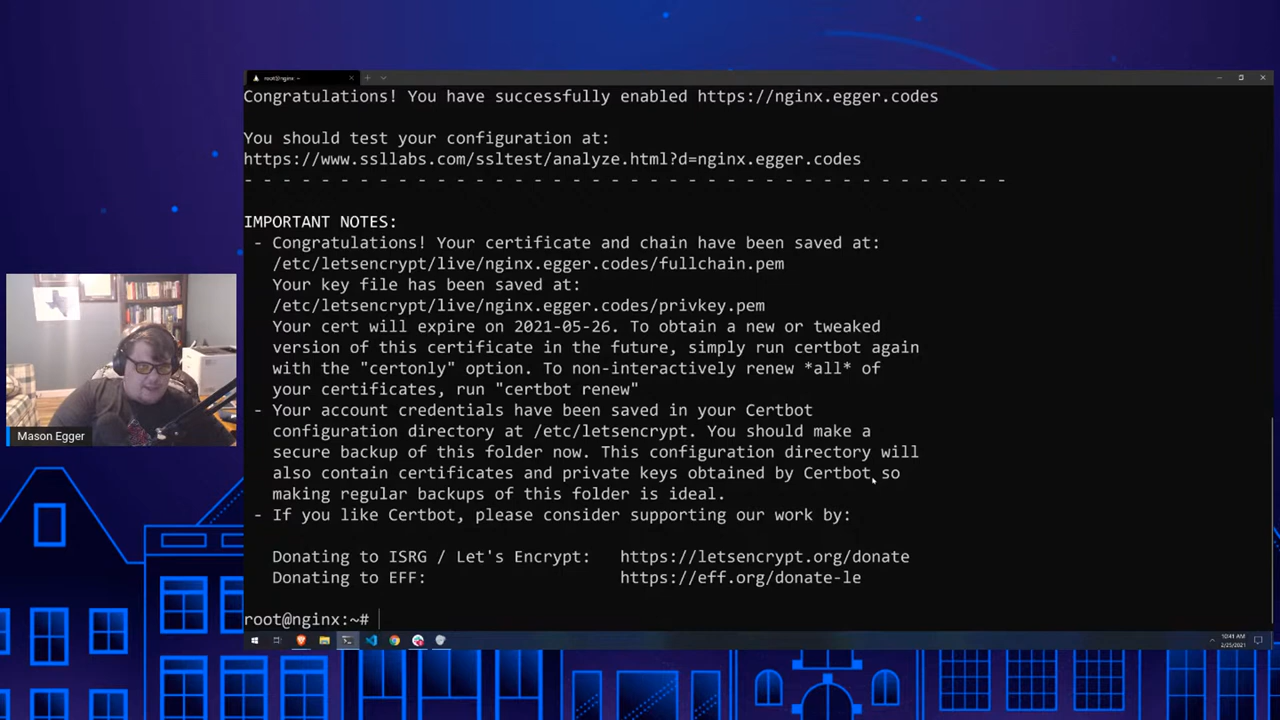 root@nginx: ~
Congratulations! You have successfully enabled https://nginx.egger.codes
You should test your configuration at:
https://www.ssllabs.com/ssltest/analyze.html?d=nginx.egger.codes
- - - - - - - - - - - - - - - - - - - - - - - - - - - - - - - - - - - - - - - -
IMPORTANT NOTES:
- Congratulations! Your certificate and chain have been saved at:
/etc/letsencrypt/live/nginx.egger.codes/fullchain.pem
Your key file has been saved at:
/etc/letsencrypt/live/nginx.egger.codes/privkey.pem
Your cert will expire on 2021-05-26. To obtain a new or tweaked
version of this certificate in the future, simply run certbot again
with the "certonly" option. To non-interactively renew *all* of
your certificates, run "certbot renew"
- Your account credentials have been saved in your Certbot
configuration directory at /etc/letsencrypt. You should make a
secure backup of this folder now. This configuration directory will
also contain certificates and private keys obtained by Certbot so
making regular backups of this folder is ideal.
- If you like Certbot, please consider supporting our work by:
Donating to ISRG / Let's Encrypt: https://letsencrypt.org/donate
Donating to EFF: https://eff.org/donate-le
root@nginx:~#
Mason Egger
10:41 AM
2/25/2021